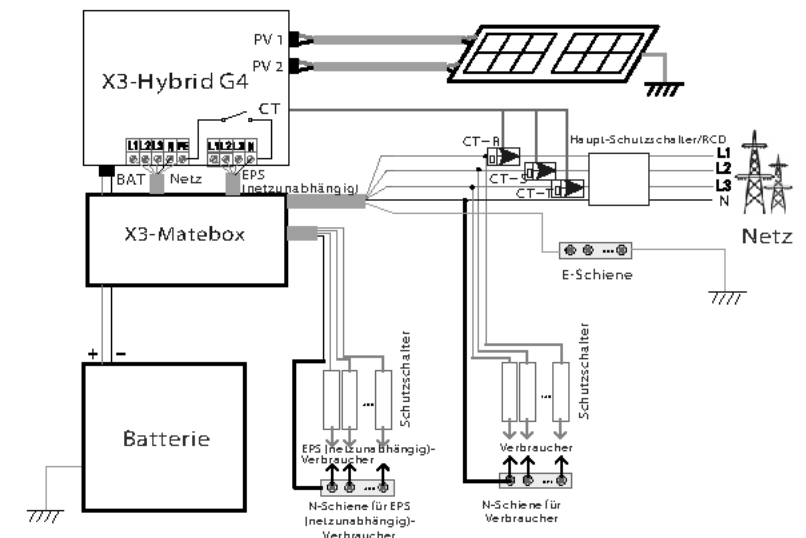 PV 1
PV 2
X3-Hybrid G4
CT
L1 L2 L3 N PE
L1 L2 L3 N
BAT
Netz
EPS
(netzunabhängig)
X3-Matebox
CT-R
CT-S
CT-T
Haupt-Schutzschalter/RCD
L1
L2
L3
N
Netz
E-Schiene
+ -
Batterie
Schutzschalter
Schutzschalter
EPS (netzunabhängig)-
Verbraucher
Verbraucher
N-Schiene für EPS
(netzunabhängig)-
Verbraucher
N-Schiene für
Verbraucher